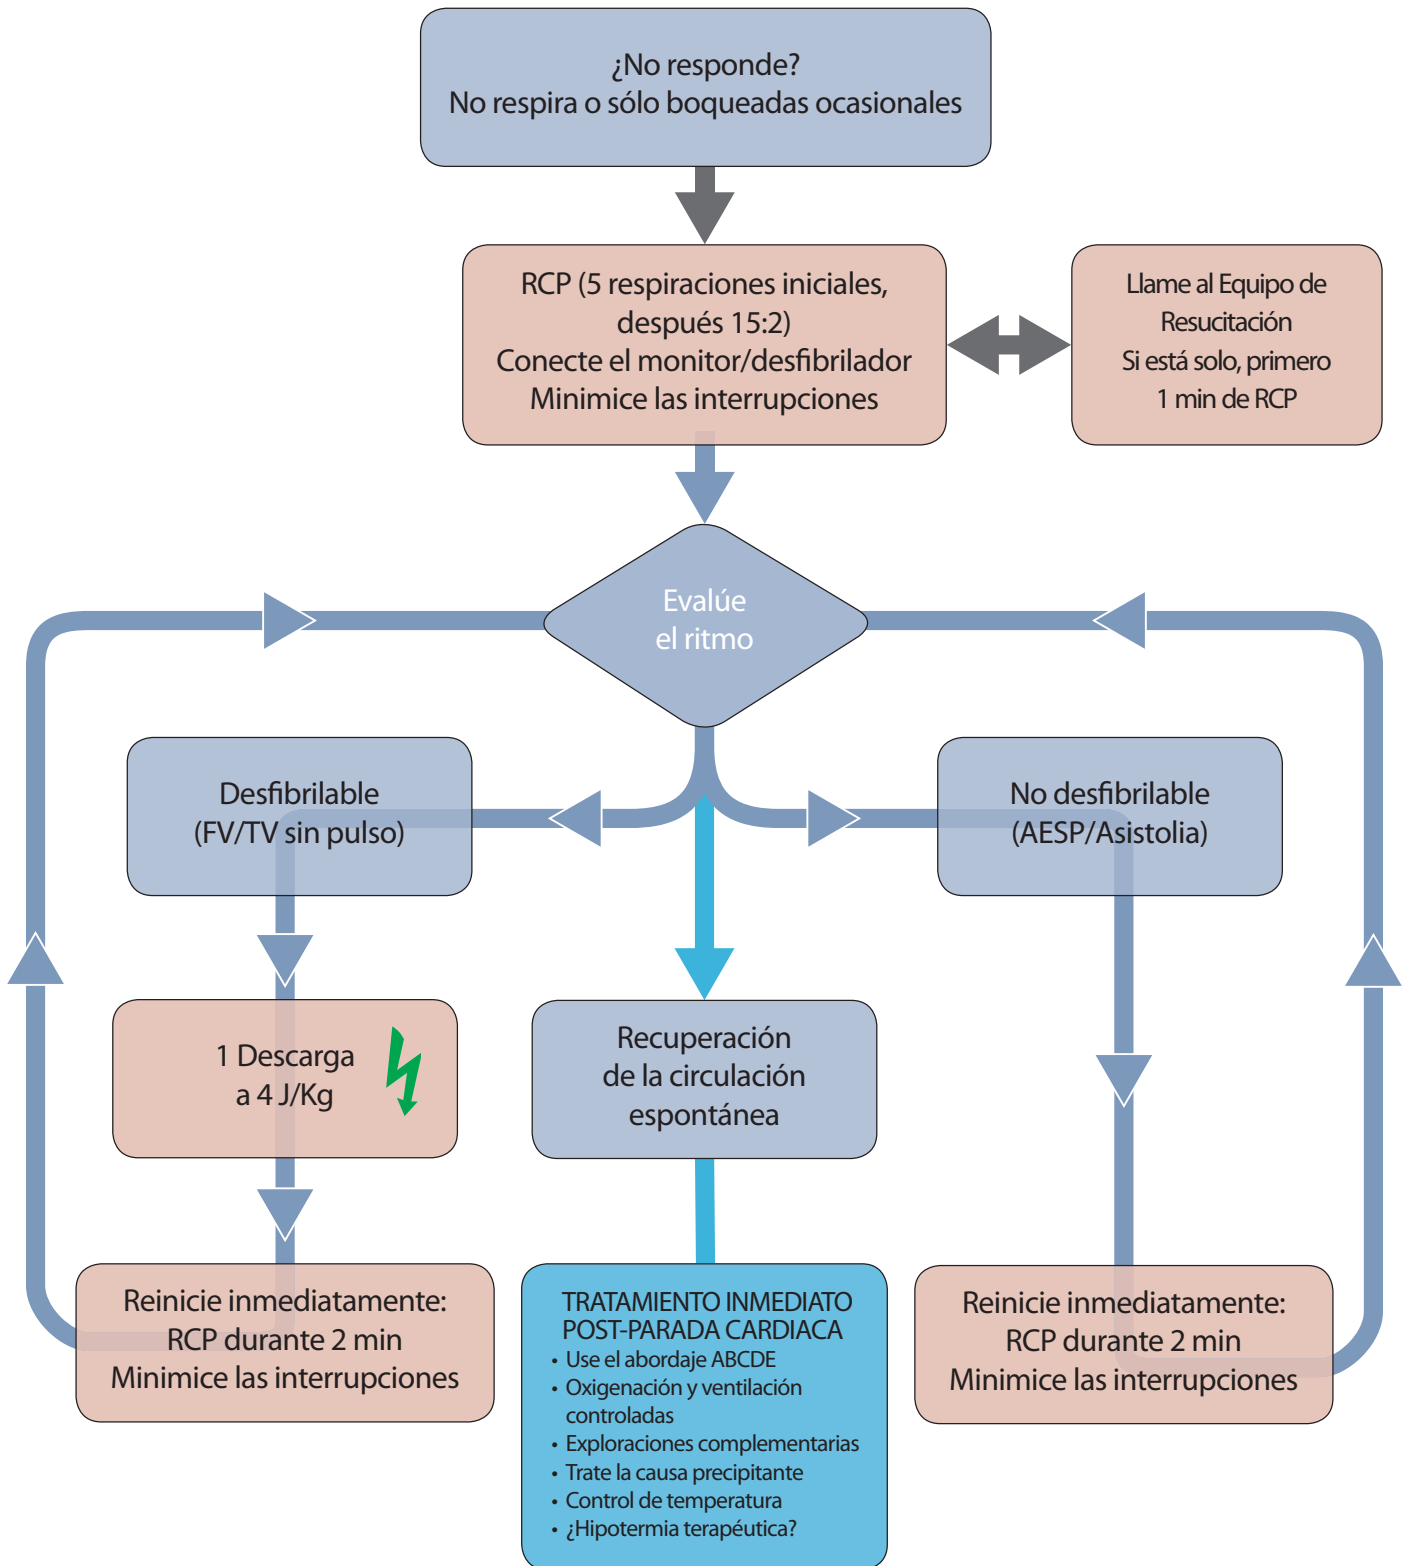 ¿No responde?
No respira o sólo boqueadas ocasionales
RCP (5 respiraciones iniciales,
después 15:2)
Conecte el monitor/desfibrilador
Minimice las interrupciones
Llame al Equipo de
Resucitación
Si está solo, primero
1 min de RCP
Evalúe
el ritmo
Desfibrilable
(FV/TV sin pulso)
No desfibrilable
(AESP/Asistolia)
1 Descarga
a 4 J/Kg
Recuperación
de la circulación
espontánea
Reinicie inmediatamente:
RCP durante 2 min
Minimice las interrupciones
TRATAMIENTO INMEDIATO
POST-PARADA CARDIACA
• Use el abordaje ABCDE
• Oxigenación y ventilación
controladas
• Exploraciones complementarias
• Trate la causa precipitante
• Control de temperatura
• ¿Hipotermia terapéutica?
Reinicie inmediatamente:
RCP durante 2 min
Minimice las interrupciones